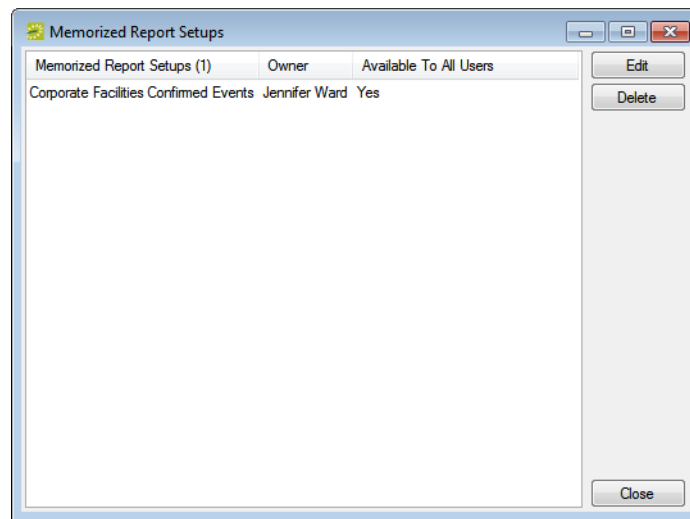 Memorized Report Setups
Memorized Report Setups (1) Owner Available To All Users
Corporate Facilities Confirmed Events Jennifer Ward Yes
Edit
Delete
Close